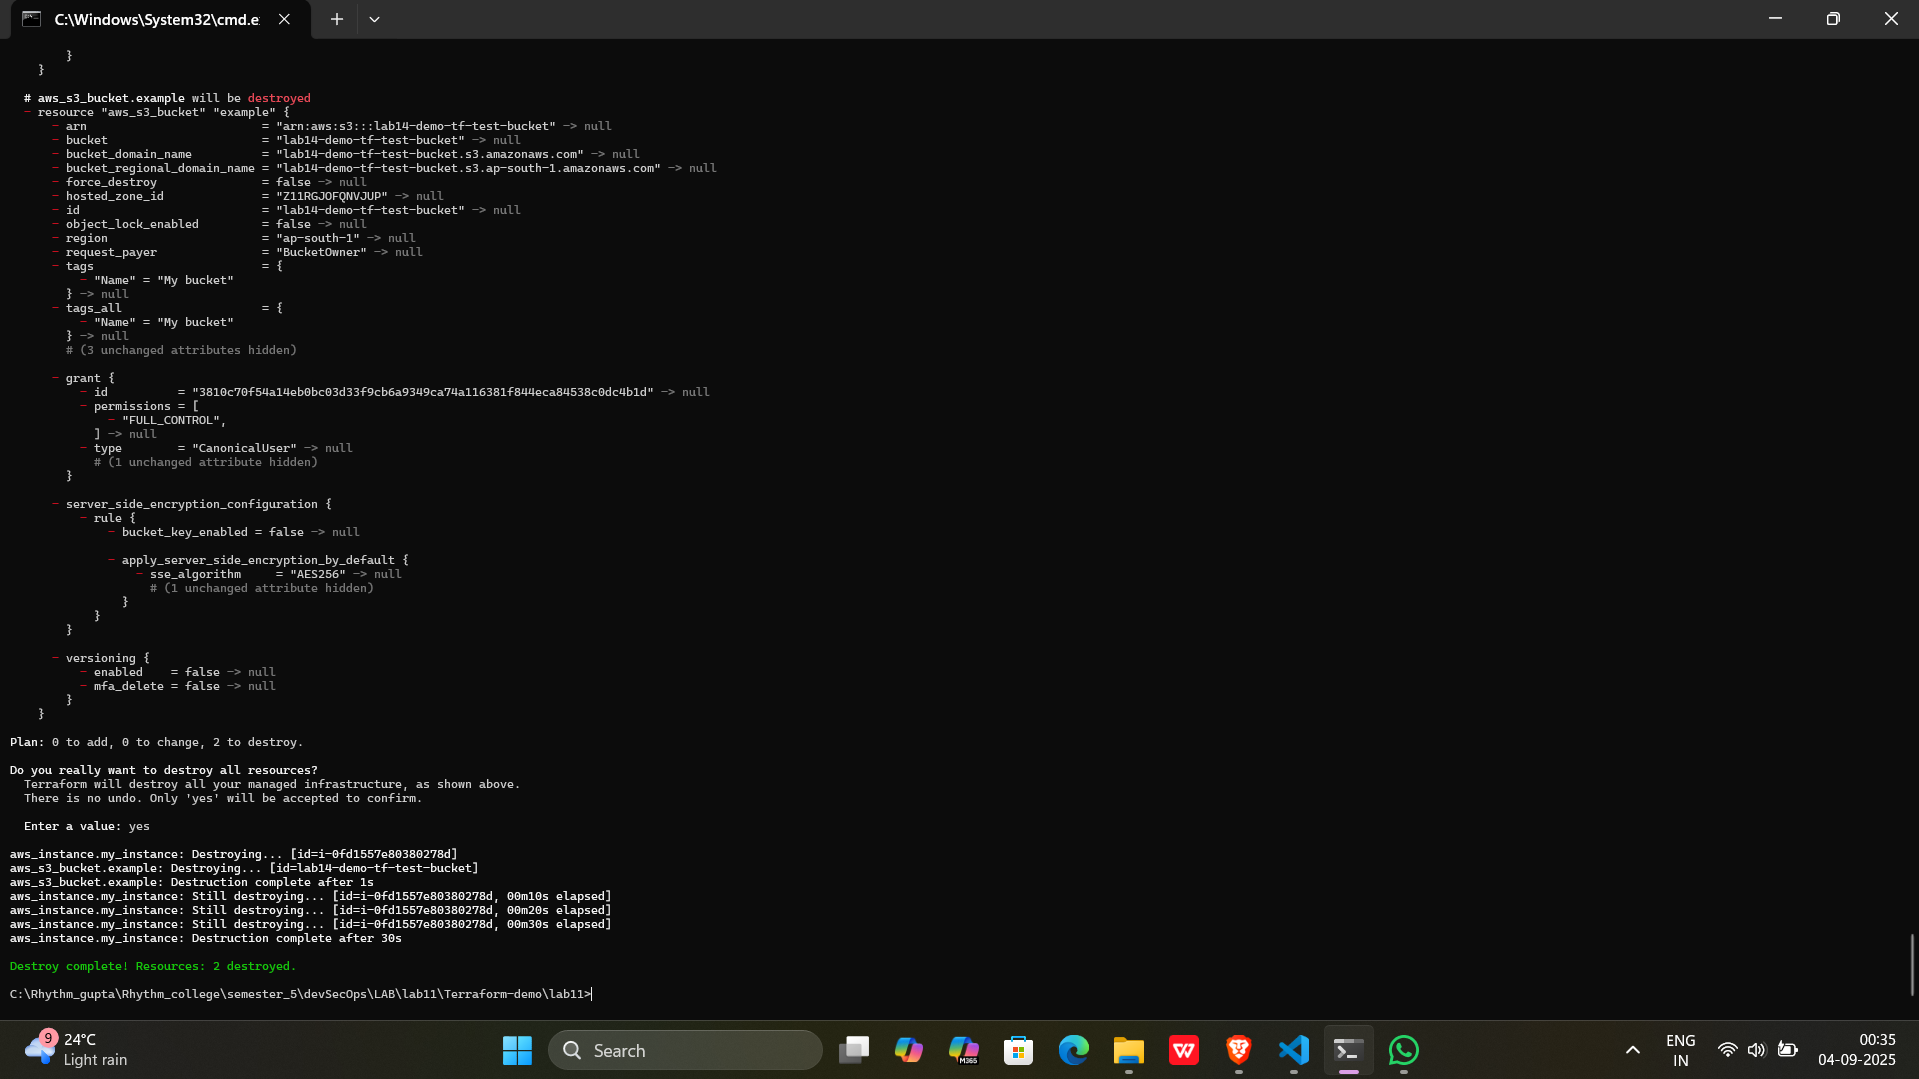 C:\Windows\System32\cmd.e
        }
    }
  # aws_s3_bucket.example will be destroyed
  - resource "aws_s3_bucket" "example" {
      - arn                         = "arn:aws:s3:::lab14-demo-tf-test-bucket" -> null
      - bucket                      = "lab14-demo-tf-test-bucket" -> null
      - bucket_domain_name          = "lab14-demo-tf-test-bucket.s3.amazonaws.com" -> null
      - bucket_regional_domain_name = "lab14-demo-tf-test-bucket.s3.ap-south-1.amazonaws.com" -> null
      - force_destroy               = false -> null
      - hosted_zone_id              = "Z11RGJOFQNVJUP" -> null
      - id                          = "lab14-demo-tf-test-bucket" -> null
      - object_lock_enabled         = false -> null
      - region                      = "ap-south-1" -> null
      - request_payer               = "BucketOwner" -> null
      - tags                        = {
          - "Name" = "My bucket"
        } -> null
      - tags_all                    = {
          - "Name" = "My bucket"
        } -> null
        # (3 unchanged attributes hidden)
      - grant {
          - id          = "3810c70f54a14eb0bc03d33f9cb6a9349ca74a116381f844eca84538c0dc4b1d" -> null
          - permissions = [
              - "FULL_CONTROL",
            ] -> null
          - type        = "CanonicalUser" -> null
            # (1 unchanged attribute hidden)
        }
      - server_side_encryption_configuration {
          - rule {
              - bucket_key_enabled = false -> null
              - apply_server_side_encryption_by_default {
                  - sse_algorithm     = "AES256" -> null
                    # (1 unchanged attribute hidden)
                }
            }
        }
      - versioning {
          - enabled    = false -> null
          - mfa_delete = false -> null
        }
    }
Plan: 0 to add, 0 to change, 2 to destroy.
Do you really want to destroy all resources?
  Terraform will destroy all your managed infrastructure, as shown above.
  There is no undo. Only 'yes' will be accepted to confirm.
  Enter a value: yes
aws_instance.my_instance: Destroying... [id=i-0fd1557e80380278d]
aws_s3_bucket.example: Destroying... [id=lab14-demo-tf-test-bucket]
aws_s3_bucket.example: Destruction complete after 1s
aws_instance.my_instance: Still destroying... [id=i-0fd1557e80380278d, 00m10s elapsed]
aws_instance.my_instance: Still destroying... [id=i-0fd1557e80380278d, 00m20s elapsed]
aws_instance.my_instance: Still destroying... [id=i-0fd1557e80380278d, 00m30s elapsed]
aws_instance.my_instance: Destruction complete after 30s
Destroy complete! Resources: 2 destroyed.
C:\Rhythm_gupta\Rhythm_college\semester_5\devSecOps\LAB\lab11\Terraform-demo\lab11>
9
24°C
Light rain
Search
M365
W
ENG
IN
00:35
04-09-2025